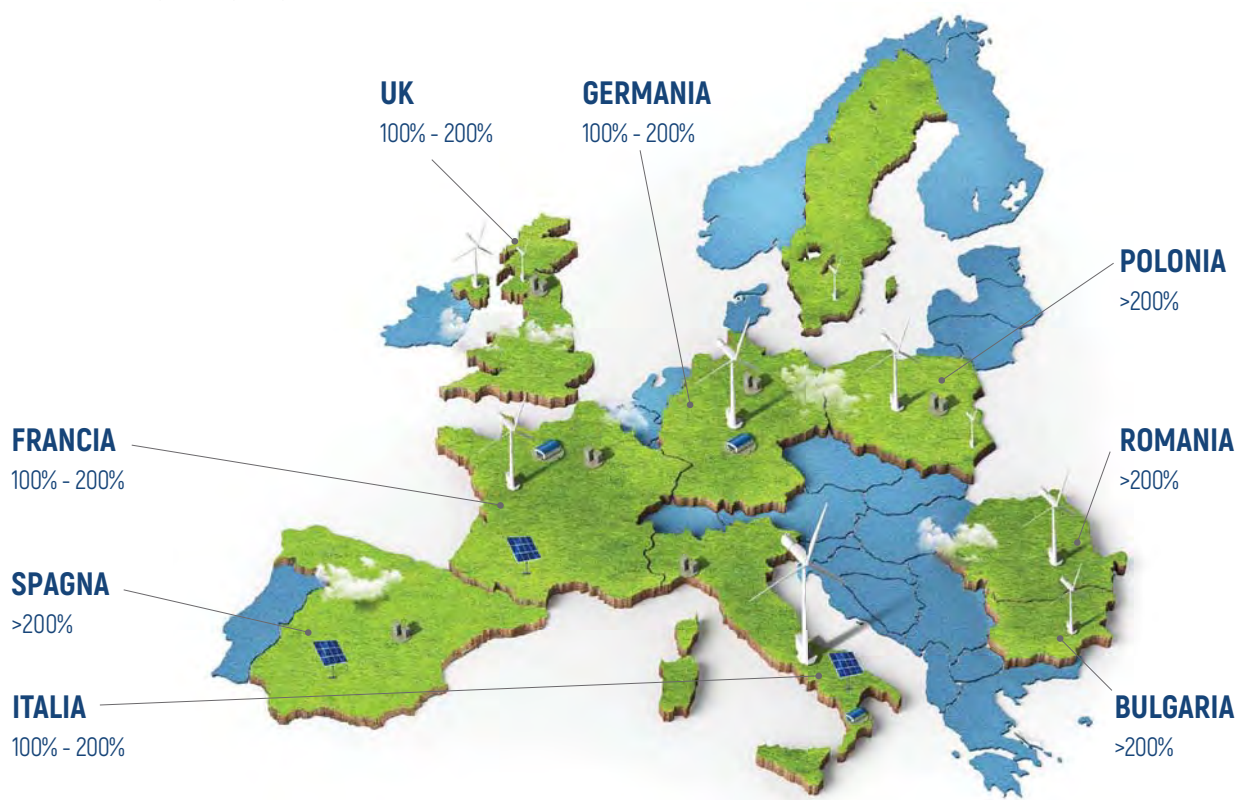 UK
100% - 200%
GERMANIA
100% - 200%
POLONIA
>200%
FRANCIA
100% - 200%
ROMANIA
>200%
SPAGNA
>200%
ITALIA
100% - 200%
BULGARIA
>200%